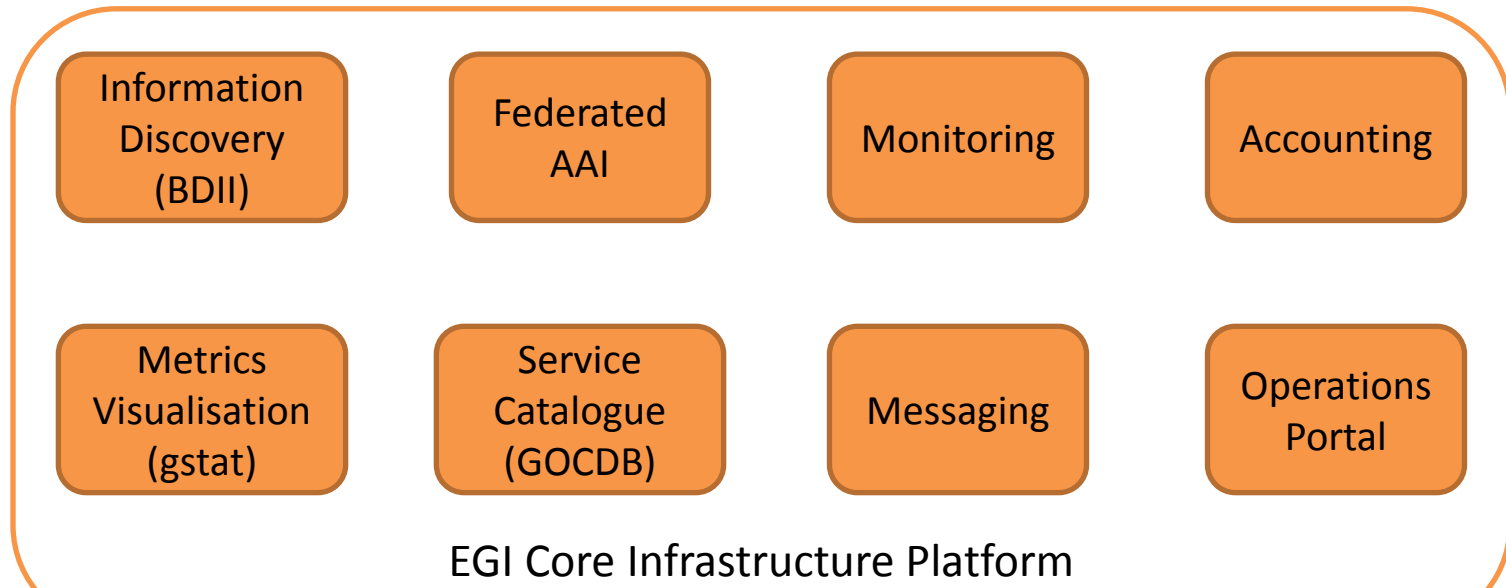 Information
Discovery
(BDII)
Federated
AAI
Monitoring
Accounting
Metrics
Visualisation
(gstat)
Service
Catalogue
(GOCDB)
Messaging
Operations
Portal
EGI Core Infrastructure Platform